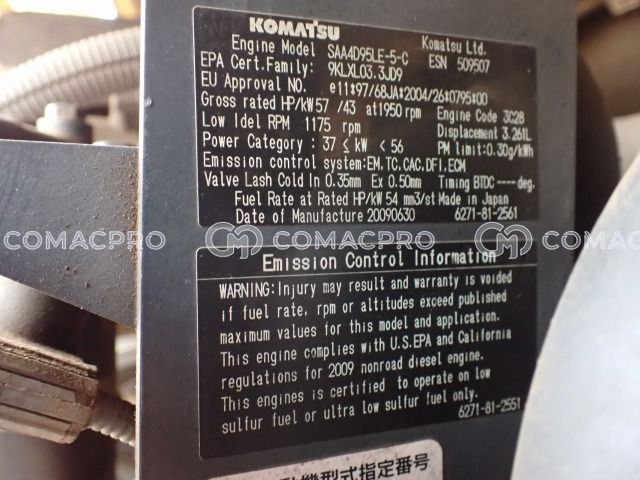 KOMATSU
Engine Model SAA4D95LE-5-C Komatsu Ltd.
EPA Cert.Family: 9KLXL03.3JD9 ESN 509507
EU Approval NO. e11*97/68JA*2004/26*0795*00
Gross rated HP/kW 57 /43 at1950 rpm Engine Code 3C28
Low Idel RPM 1175 rpm Displacement 3.261L
Power Category : 37 ≤ kW < 56 PM limit:0.30g/kWh
Emission control system:EM,TC,CAC,DFI,ECM
Valve Lash Cold In 0.35mm Ex 0.50mm Timing BTDC ---- deg.
Fuel Rate at Rated HP/kW 54 mm3/st Made in Japan
Date of Manufacture 20090630 6271-81-2561
COMACPRO COMACPRO COMACPRO
Emission Control Information
WARNING: Injury may result and warranty is voided
if fuel rate, rpm or altitudes exceed published
maximum values for this model and application.
This engine complies with U.S.EPA and California
regulations for 2009 nonroad diesel engine.
This engines is certified to operate on low
sulfur fuel or ultra low sulfur fuel only.
6271-81-2551
機型式指定番号